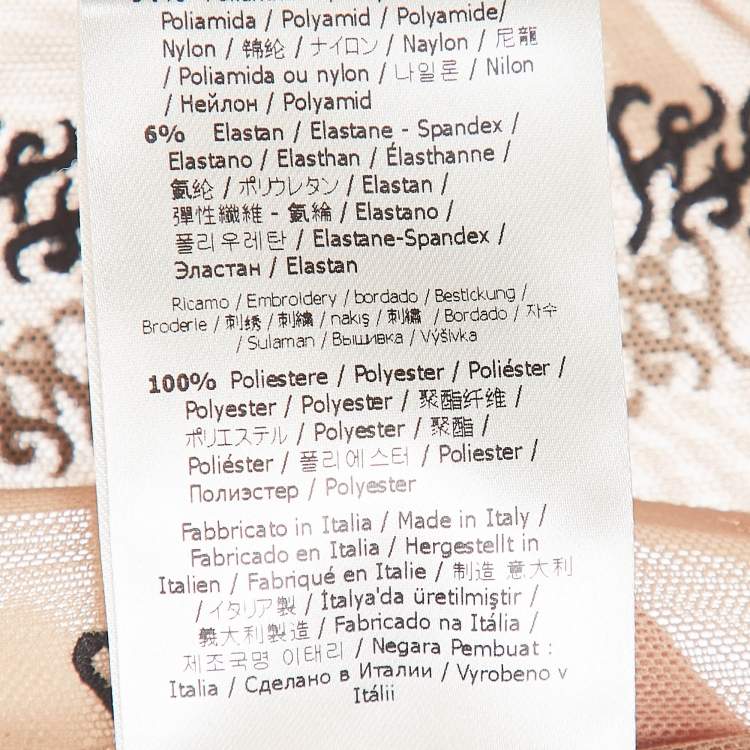 Poliamida / Polyamid / Polyamide/
Nylon / 锦纶 / ナイロン / Naylon / 尼龍
/ Poliamida ou nylon / 나일론 / Nilon
/ Нейлон / Polyamid
6% Elastan / Elastane - Spandex /
Elastano / Elasthan / Élasthanne /
氨纶 / ポリウレタン / Elastan /
彈性纖維 - 氨綸 / Elastano /
폴리우레탄 / Elastane-Spandex /
Эластан / Elastan
Ricamo / Embroidery / bordado / Bestickung /
Broderie / 刺绣 / 刺繍 / nakış / 刺繡 / Bordado / 자수
/ Sulaman / Вышивка / Výšivka
100% Poliestere / Polyester / Poliéster /
Polyester / Polyester / 聚酯纤维 /
ポリエステル / Polyester / 聚酯 /
Poliéster / 폴리에스터 / Poliester /
Полиэстер / Polyester
Fabbricato in Italia / Made in Italy /
Fabricado en Italia / Hergestellt in
Italien / Fabriqué en Italie / 制造 意大利
/ イタリア製 / İtalya'da üretilmiştir /
義大利製造 / Fabricado na Itália /
제조국명 이태리 / Negara Pembuat :
Italia / Сделано в Италии / Vyrobeno v
Itálii